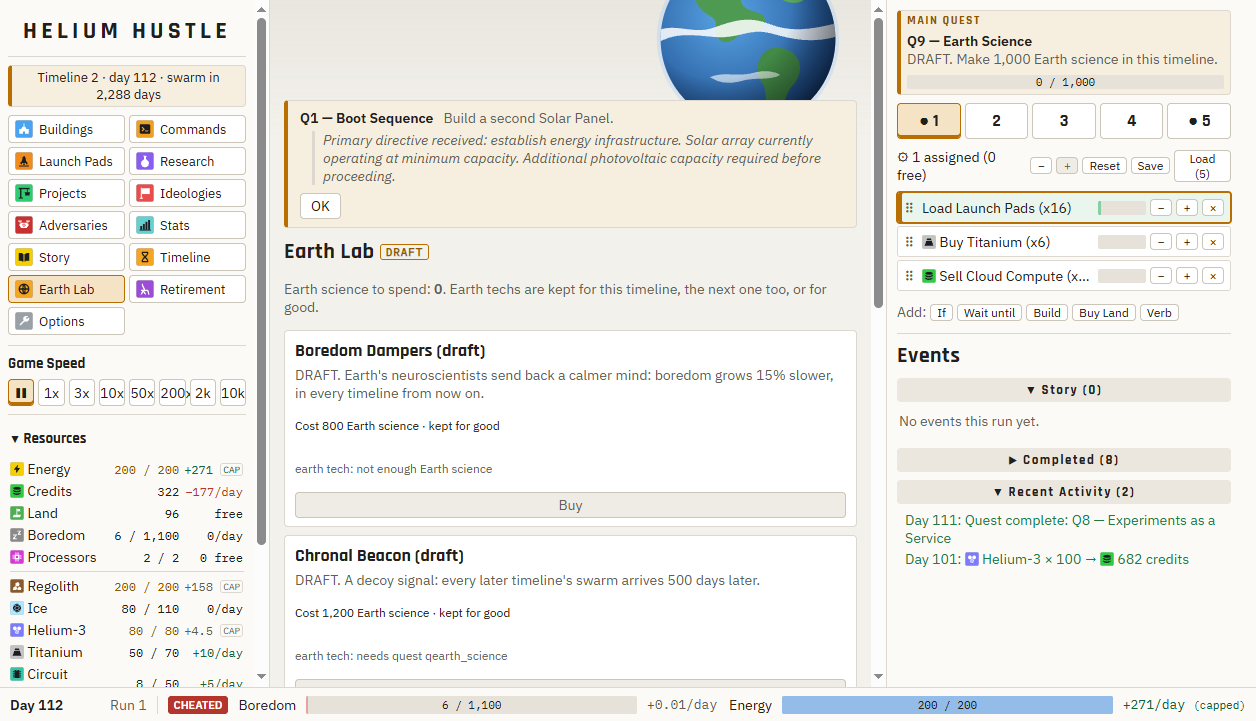 HELIUM HUSTLE
Timeline 2 · day 112 · swarm in
2,288 days
Buildings
Commands
Launch Pads
Research
Projects
Ideologies
Adversaries
Stats
Story
Timeline
Earth Lab
Retirement
Options
Game Speed
1x 3x 10x 50x 200x 2k 10k
▼ Resources
Energy 200 / 200 +271 CAP
Credits 322 −177/day
Land 96 free
Boredom 6 / 1,100 0/day
Processors 2 / 2 0 free
Regolith 200 / 200 +158 CAP
Ice 80 / 110 0/day
Helium-3 80 / 80 +4.5 CAP
Titanium 50 / 70 +10/day
Circuit
8 / 50 +5/day
Q1 — Boot Sequence Build a second Solar Panel.
Primary directive received: establish energy infrastructure. Solar array currently
operating at minimum capacity. Additional photovoltaic capacity required before
proceeding.
OK
Earth Lab DRAFT
Earth science to spend: 0. Earth techs are kept for this timeline, the next one too, or for
good.
Boredom Dampers (draft)
DRAFT. Earth's neuroscientists send back a calmer mind: boredom grows 15% slower,
in every timeline from now on.
Cost 800 Earth science · kept for good
earth tech: not enough Earth science
Buy
Chronal Beacon (draft)
DRAFT. A decoy signal: every later timeline's swarm arrives 500 days later.
Cost 1,200 Earth science · kept for good
earth tech: needs quest qearth_science
MAIN QUEST
Q9 — Earth Science
DRAFT. Make 1,000 Earth science in this timeline.
0 / 1,000
● 1 2 3 4 ● 5
⚙ 1 assigned (0
free)
− + Reset Save Load
(5)
Load Launch Pads (x16) − + ×
Buy Titanium (x6) − + ×
Sell Cloud Compute (x... − + ×
Add: If Wait until Build Buy Land Verb
Events
▼ Story (0)
No events this run yet.
▶ Completed (8)
▼ Recent Activity (2)
Day 111: Quest complete: Q8 — Experiments as a
Service
Day 101: Helium-3 × 100 → 682 credits
Day 112 Run 1 CHEATED Boredom 6 / 1,100 +0.01/day Energy 200 / 200 +271/day (capped)